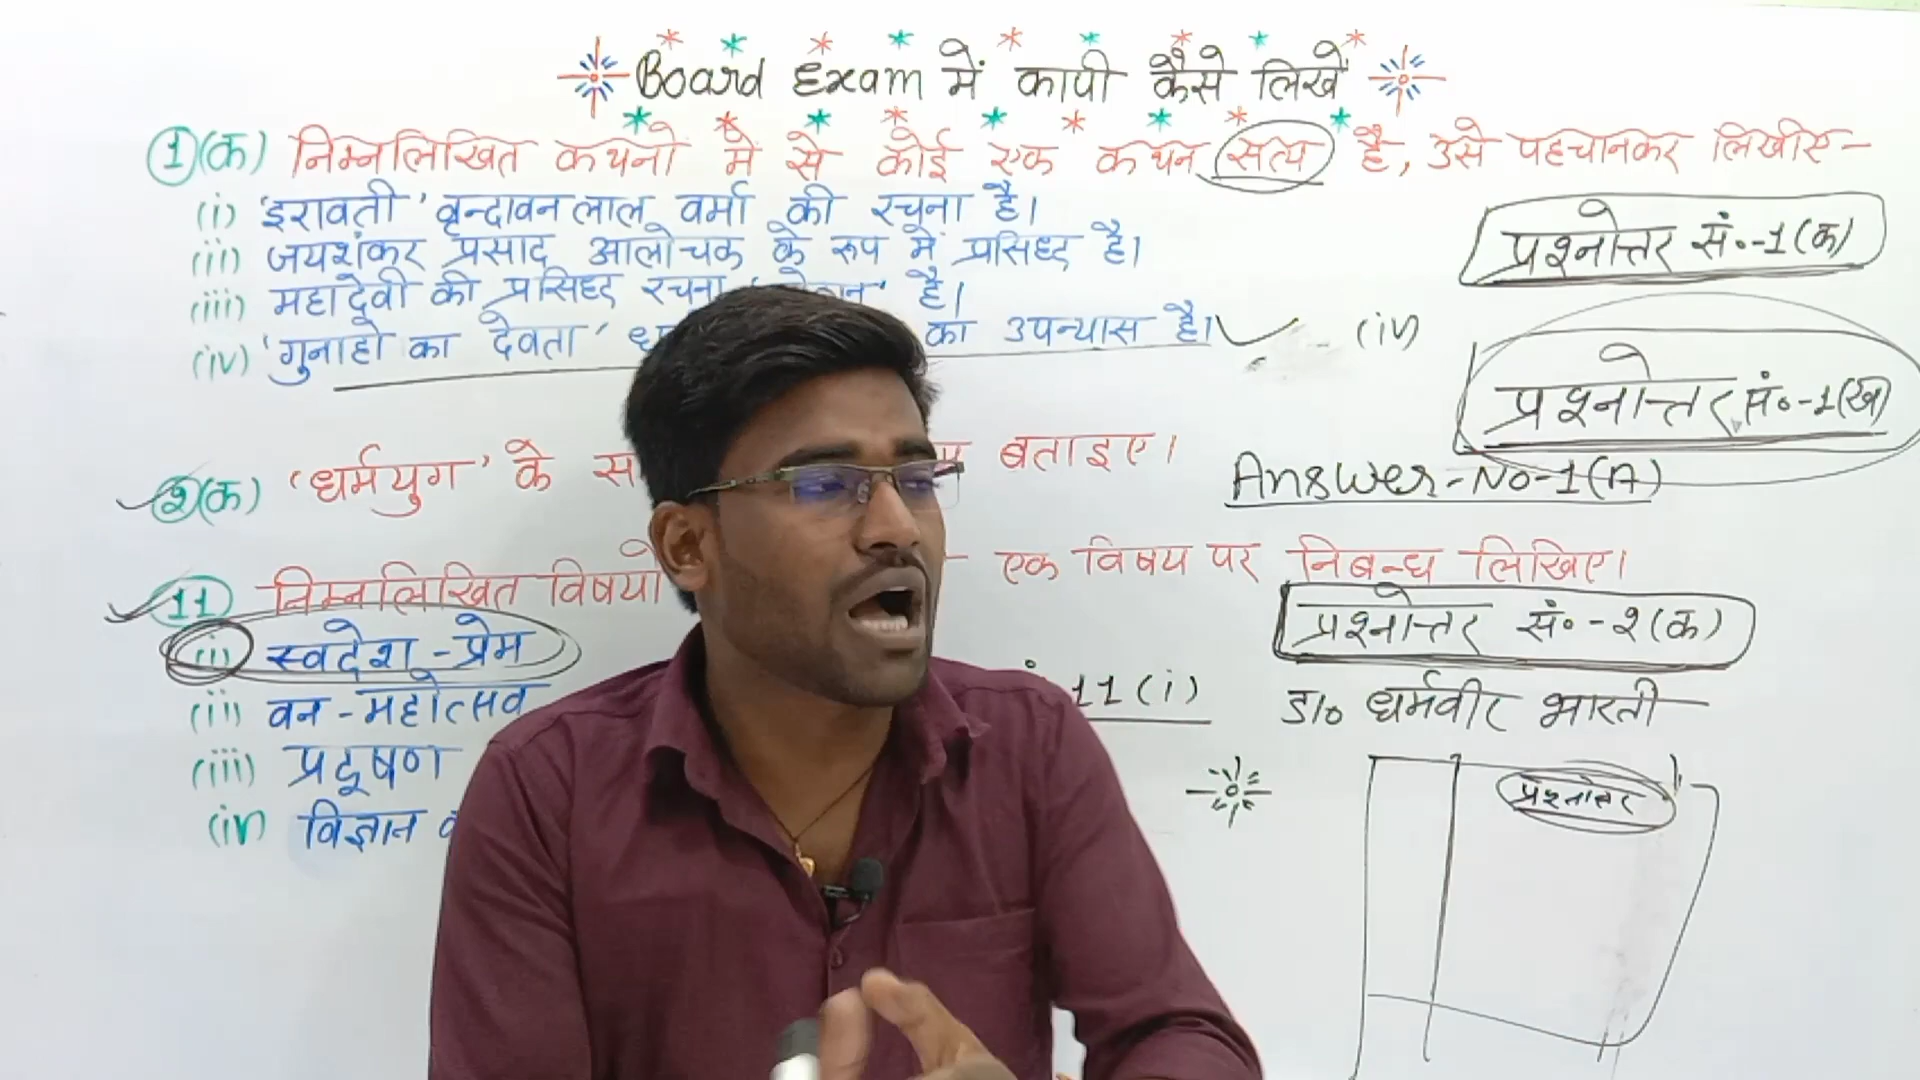 Board Exam में कापी कैसे लिखें
1(क) निम्नलिखित कथनो में से कोई एक कथन सत्य है, उसे पहचानकर लिखीए-
(i) 'इरावती' वृन्दावन लाल वर्मा की रचना है।
(ii) जयशंकर प्रसाद आलोचक के रूप में प्रसिध्द है।
(iii) महादेवी की प्रसिध्द रचना है।
(iv) 'गुनाहो का देवता' का उपन्यास है। (iv)
प्रश्नोत्तर सं०-1(क)
प्रश्नोत्तर सं०-1(ख)
Answer-No-1(A)
2(क) 'धर्मयुग' के बताइए।
11) निम्नलिखित विषयो एक विषय पर निबन्ध लिखिए।
(i) स्वदेश-प्रेम
(ii) वन-महोत्सव
(iii) प्रदूषण
(iv) विज्ञान
11(i)
प्रश्नोत्तर सं०-२(क)
डा० धर्मवीर भारती
प्रश्नोत्तर